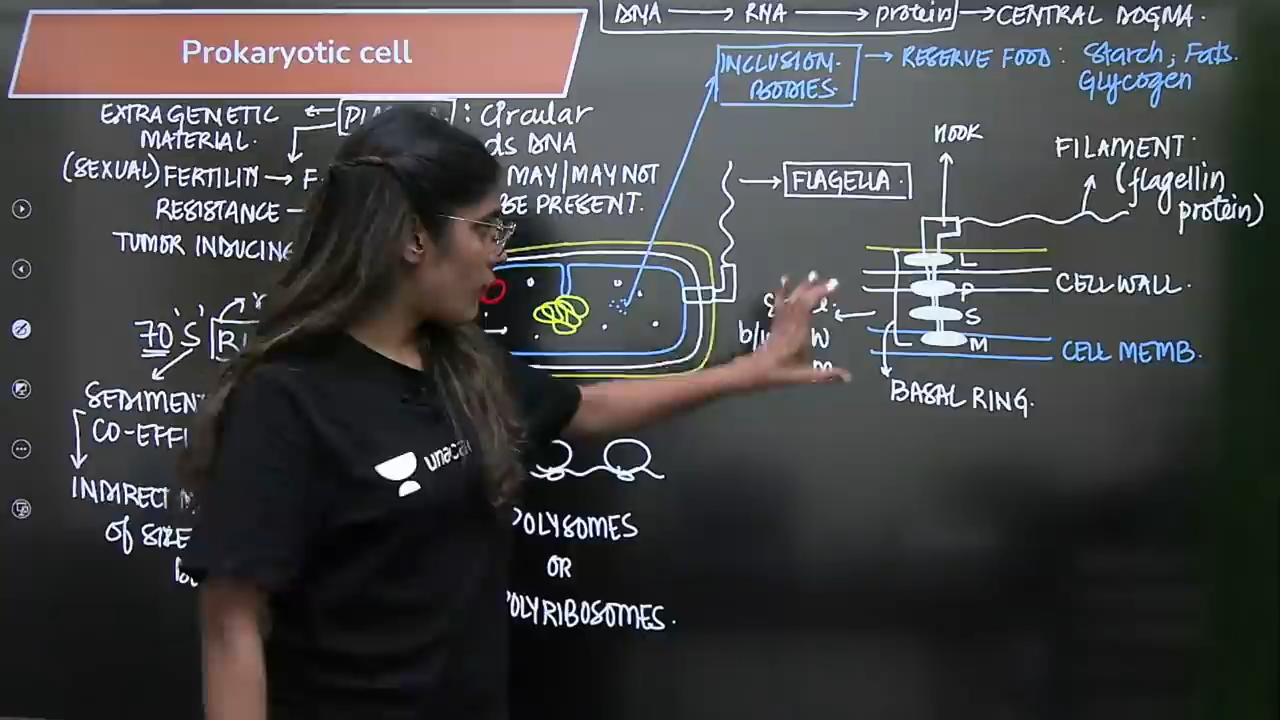 Prokaryotic cell
DNA → RNA → protein → CENTRAL DOGMA.
INCLUSION → RESERVE FOOD : Starch, Fats.
BODIES. Glycogen
EXTRAGENETIC ← : Circular
MATERIAL. ds DNA
(SEXUAL) FERTILITY → F MAY/MAY NOT
RESISTANCE – BE PRESENT.
TUMOR INDUCING
→ FLAGELLA.
HOOK
FILAMENT.
(flagellin
protein)
L
P
S
M
CELL WALL.
CELL MEMB.
b/w
BASAL RING.
70 'S'
SEDIMEN
CO-EFFI
INDIRECT
of SIZE
POLYSOMES
OR
POLYRIBOSOMES.